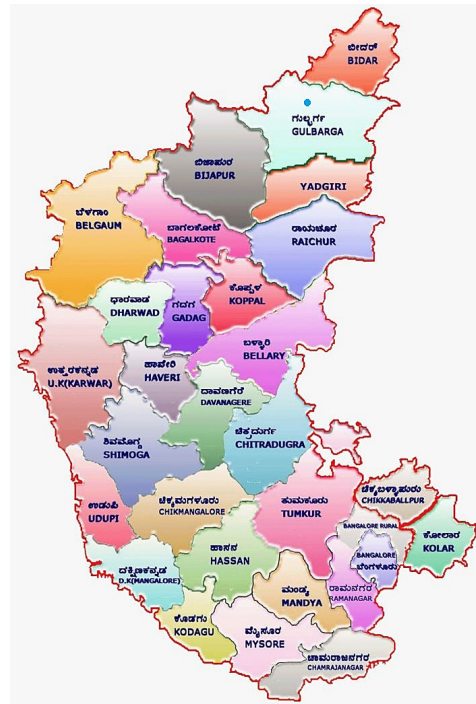 ಬೀದರ್
BIDAR
ಗುಲ್ಬರ್ಗ
GULBARGA
ಬಿಜಾಪುರ
BIJAPUR
YADGIRI
ಬೆಳಗಾಂ
BELGAUM
ಬಾಗಲಕೋಟೆ
BAGALKOTE
ರಾಯಚೂರ
RAICHUR
ಧಾರವಾಡ
DHARWAD
ಗದಗ
GADAG
ಕೊಪ್ಪಳ
KOPPAL
ಬಳ್ಳಾರಿ
BELLARY
ಉತ್ತರಕನ್ನಡ
U.K(KARWAR)
ಹಾವೇರಿ
HAVERI
ದಾವಣಗೆರೆ
DAVANAGERE
ಚಿತ್ರದುರ್ಗ
CHITRADUGRA
ಶಿವಮೊಗ್ಗ
SHIMOGA
ಉಡುಪಿ
UDUPI
ಚಿಕ್ಕಮಗಳೂರು
CHIKMANGALORE
ತುಮಕೂರು
TUMKUR
ಚಿಕ್ಕಬಳ್ಳಾಪುರು
CHIKKABALLPUR
BANGALORE RURAL
ಕೋಲಾರ
KOLAR
BANGALORE
ಬೆಂಗಳೂರು
ದಕ್ಷಿಣಕನ್ನಡ
D.K(MANGALORE)
ಹಾಸನ
HASSAN
ರಾಮನಗರ
RAMANAGAR
ಮಂಡ್ಯ
MANDYA
ಕೊಡಗು
KODAGU
ಮೈಸೂರ
MYSORE
ಚಾಮರಾಜನಗರ
CHAMRAJANAGAR